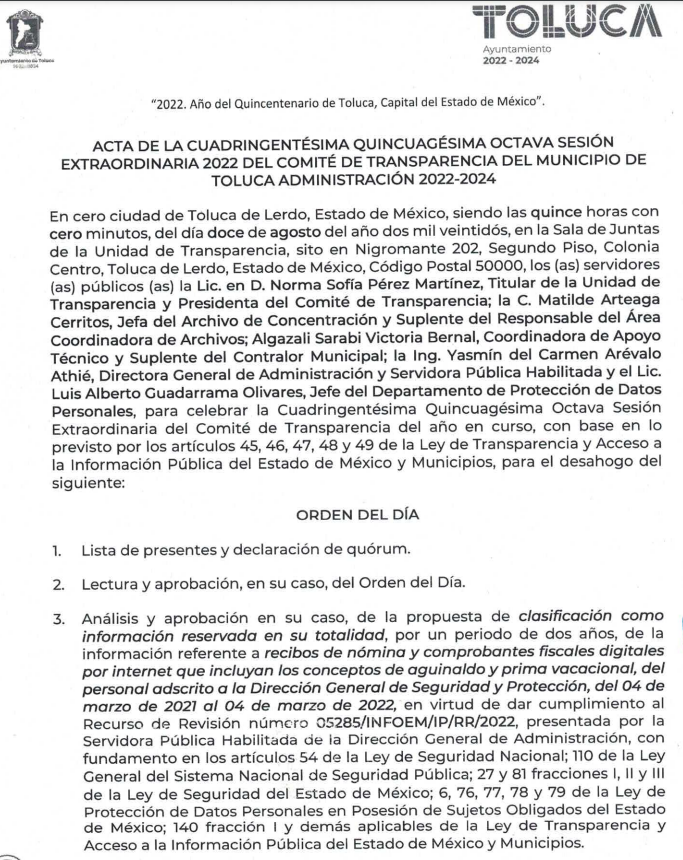 TOLUCA
Ayuntamiento
2022 - 2024
Ayuntamiento de Toluca
"2022. Año del Quincentenario de Toluca, Capital del Estado de México".
ACTA DE LA CUADRINGENTÉSIMA QUINCUAGÉSIMA OCTAVA SESIÓN
EXTRAORDINARIA 2022 DEL COMITÉ DE TRANSPARENCIA DEL MUNICIPIO DE
TOLUCA ADMINISTRACIÓN 2022-2024
En cero ciudad de Toluca de Lerdo, Estado de México, siendo las quince horas con
cero minutos, del día doce de agosto del año dos mil veintidós, en la Sala de Juntas
de la Unidad de Transparencia, sito en Nigromante 202, Segundo Piso, Colonia
Centro, Toluca de Lerdo, Estado de México, Código Postal 50000, los (as) servidores
(as) públicos (as) la Lic. en D. Norma Sofía Pérez Martínez, Titular de la Unidad de
Transparencia y Presidenta del Comité de Transparencia; la C. Matilde Arteaga
Cerritos, Jefa del Archivo de Concentración y Suplente del Responsable del Área
Coordinadora de Archivos; Algazali Sarabi Victoria Bernal, Coordinadora de Apoyo
Técnico y Suplente del Contralor Municipal; la Ing. Yasmín del Carmen Arévalo
Athié, Directora General de Administración y Servidora Pública Habilitada y el Lic.
Luis Alberto Guadarrama Olivares, Jefe del Departamento de Protección de Datos
Personales, para celebrar la Cuadringentésima Quincuagésima Octava Sesión
Extraordinaria del Comité de Transparencia del año en curso, con base en lo
previsto por los artículos 45, 46, 47, 48 y 49 de la Ley de Transparencia y Acceso a
la Información Pública del Estado de México y Municipios, para el desahogo del
siguiente:
ORDEN DEL DÍA
1. Lista de presentes y declaración de quórum.
2. Lectura y aprobación, en su caso, del Orden del Día.
3. Análisis y aprobación en su caso, de la propuesta de clasificación como
información reservada en su totalidad, por un periodo de dos años, de la
información referente a recibos de nómina y comprobantes fiscales digitales
por internet que incluyan los conceptos de aguinaldo y prima vacacional, del
personal adscrito a la Dirección General de Seguridad y Protección, del 04 de
marzo de 2021 al 04 de marzo de 2022, en virtud de dar cumplimiento al
Recurso de Revisión número 05285/INFOEM/IP/RR/2022, presentada por la
Servidora Pública Habilitada de la Dirección General de Administración, con
fundamento en los artículos 54 de la Ley de Seguridad Nacional; 110 de la Ley
General del Sistema Nacional de Seguridad Pública; 27 y 81 fracciones I, II y III
de la Ley de Seguridad del Estado de México; 6, 76, 77, 78 y 79 de la Ley de
Protección de Datos Personales en Posesión de Sujetos Obligados del Estado
de México; 140 fracción I y demás aplicables de la Ley de Transparencia y
Acceso a la Información Pública del Estado de México y Municipios.